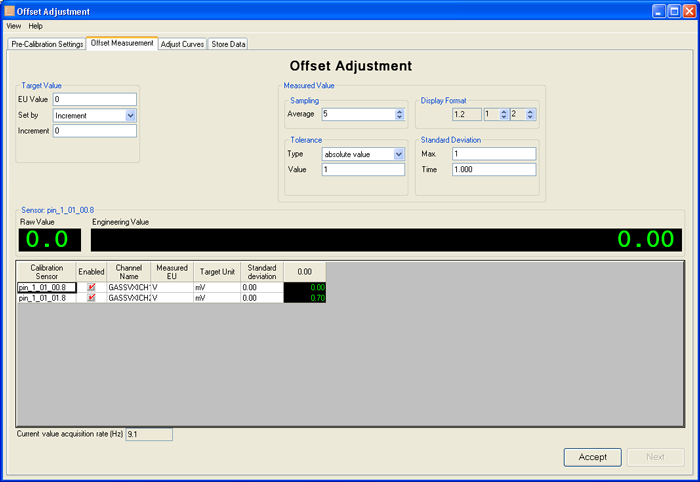 Offset Adjustment
View Help
Pre-Calibration Settings Offset Measurement Adjust Curves Store Data
Offset Adjustment
Target Value
EU Value 0
Set by Increment
Increment 0
Measured Value
Sampling
Average 5
Display Format
1.2 1 2
Tolerance
Type absolute value
Value 1
Standard Deviation
Max. 1
Time 1.000
Sensor: pin_1_01_00.8
Raw Value Engineering Value
0.0 0.00
Calibration Sensor Enabled Channel Name Measured EU Target Unit Standard deviation 0.00
pin_1_01_00.8 GASSVXICH1 V mV 0.00 0.00
pin_1_01_01.8 GASSVXICH2 V mV 0.00 0.70
Current value acquisition rate (Hz) 9.1
Accept Next